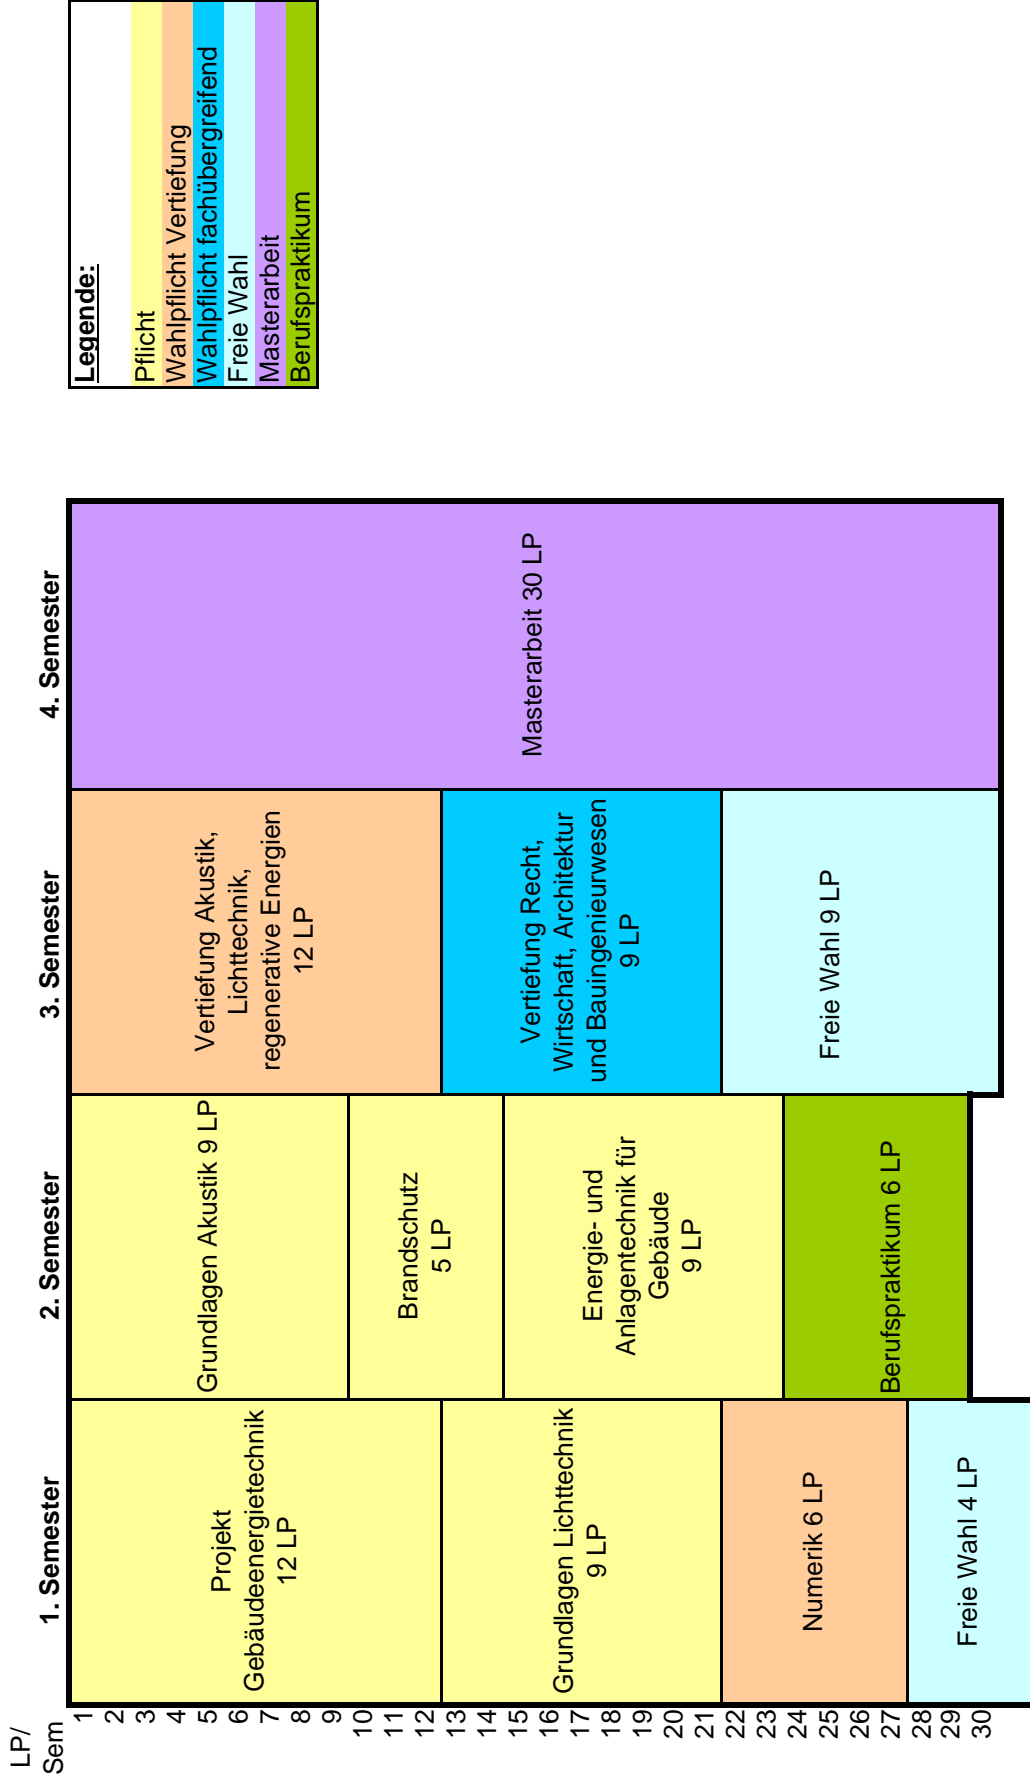 LP/
Sem
1. Semester
2. Semester
3. Semester
4. Semester
1
2
3
4
5
6
7
8
9
10
11
12
13
14
15
16
17
18
19
20
21
22
23
24
25
26
27
28
29
30
Projekt
Gebäudeenergietechnik
12 LP
Grundlagen Lichttechnik
9 LP
Numerik 6 LP
Freie Wahl 4 LP
Grundlagen Akustik 9 LP
Brandschutz
5 LP
Energie- und
Anlagentechnik für
Gebäude
9 LP
Berufspraktikum 6 LP
Vertiefung Akustik,
Lichttechnik,
regenerative Energien
12 LP
Vertiefung Recht,
Wirtschaft, Architektur
und Bauingenieurwesen
9 LP
Freie Wahl 9 LP
Masterarbeit 30 LP
Legende:
Pflicht
Wahlpflicht Vertiefung
Wahlpflicht fachübergreifend
Freie Wahl
Masterarbeit
Berufspraktikum